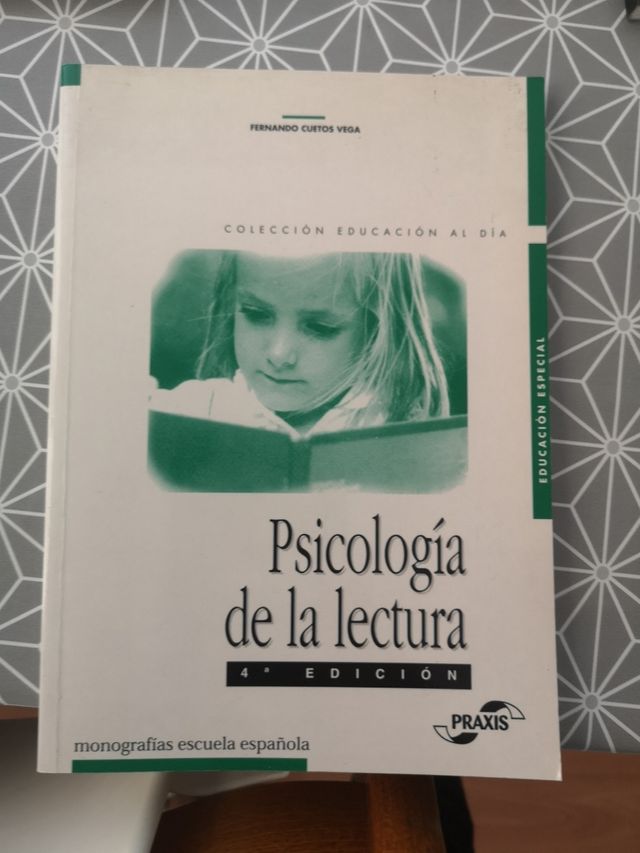 FERNANDO CUETOS VEGA
COLECCIÓN EDUCACIÓN AL DÍA
EDUCACIÓN ESPECIAL
Psicología
de la lectura
4ª EDICIÓN
PRAXIS
monografías escuela española